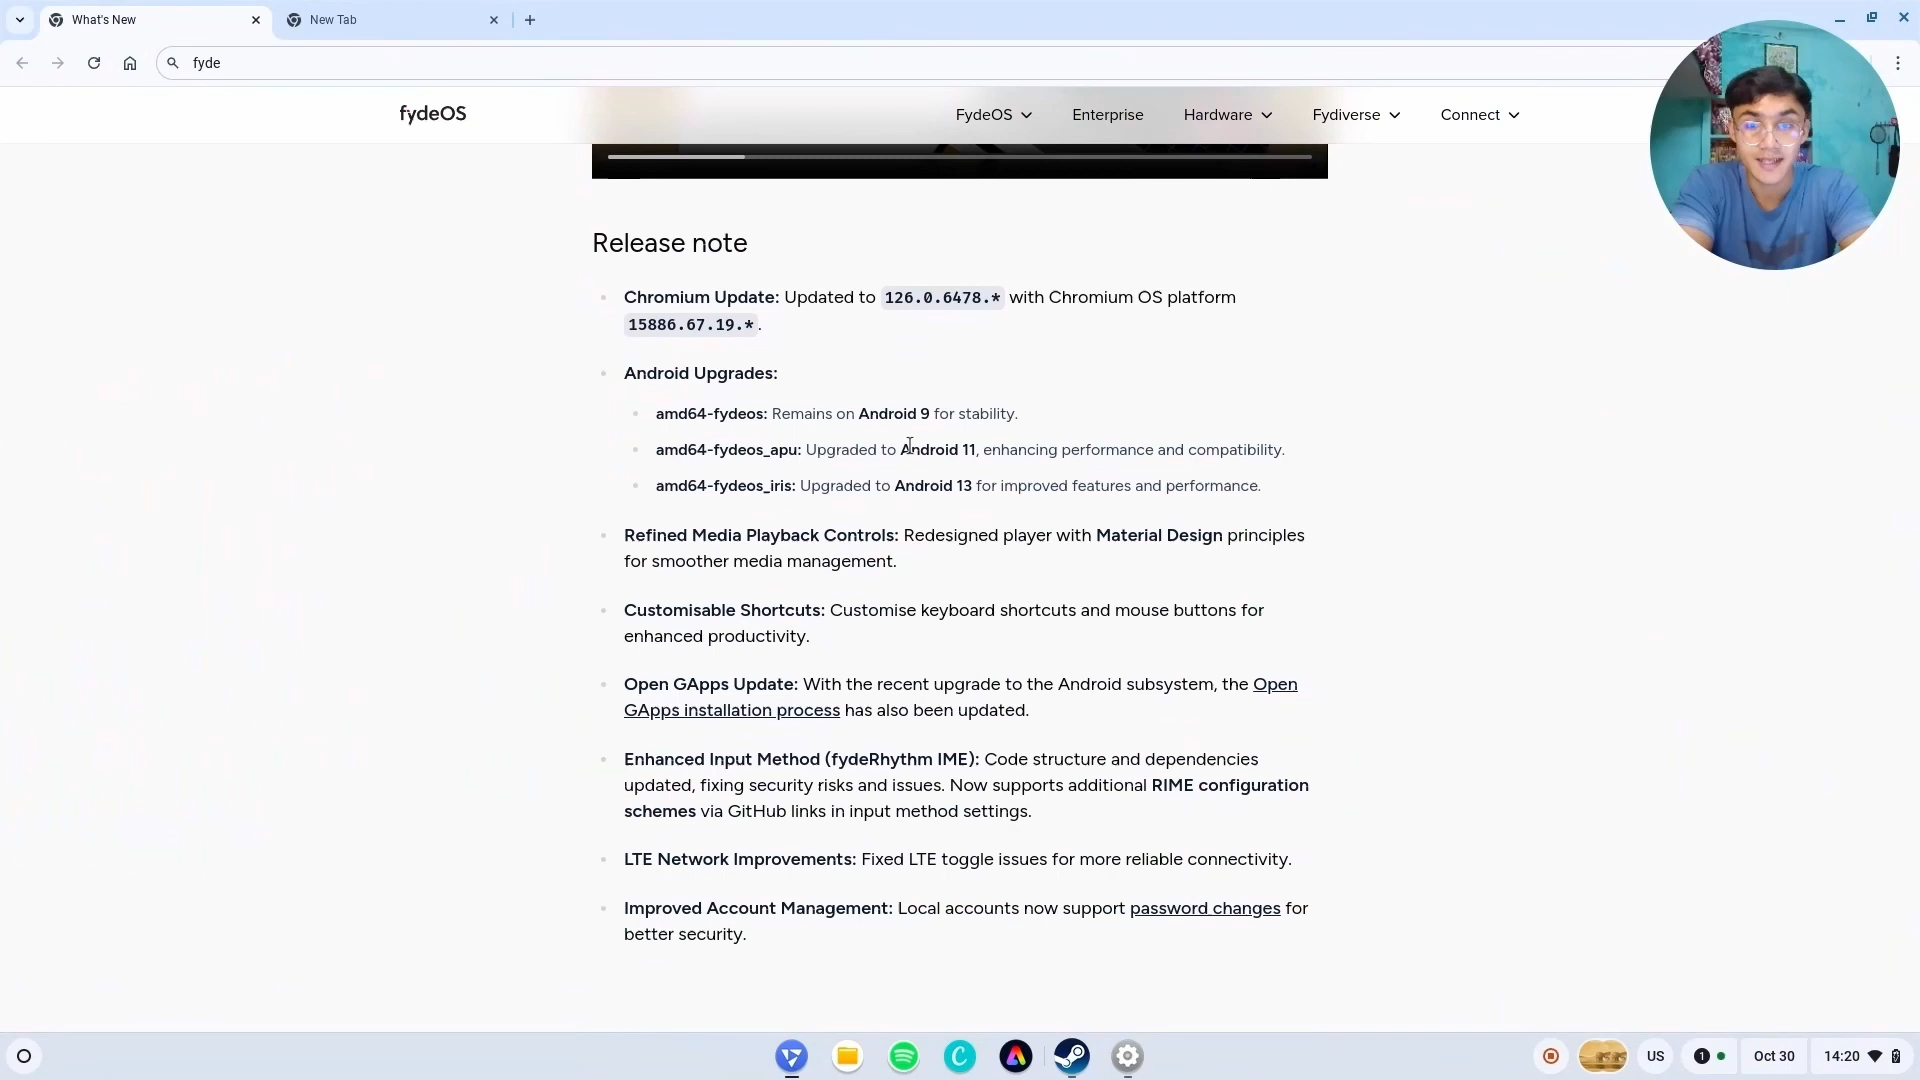 What's New
New Tab
fyde
fydeOS
FydeOS
Enterprise
Hardware
Fydiverse
Connect
Release note
Chromium Update: Updated to 126.0.6478.* with Chromium OS platform
15886.67.19.*.
Android Upgrades:
amd64-fydeos: Remains on Android 9 for stability.
amd64-fydeos_apu: Upgraded to Android 11, enhancing performance and compatibility.
amd64-fydeos_iris: Upgraded to Android 13 for improved features and performance.
Refined Media Playback Controls: Redesigned player with Material Design principles
for smoother media management.
Customisable Shortcuts: Customise keyboard shortcuts and mouse buttons for
enhanced productivity.
Open GApps Update: With the recent upgrade to the Android subsystem, the Open
GApps installation process has also been updated.
Enhanced Input Method (fydeRhythm IME): Code structure and dependencies
updated, fixing security risks and issues. Now supports additional RIME configuration
schemes via GitHub links in input method settings.
LTE Network Improvements: Fixed LTE toggle issues for more reliable connectivity.
Improved Account Management: Local accounts now support password changes for
better security.
US
1
Oct 30
14:20